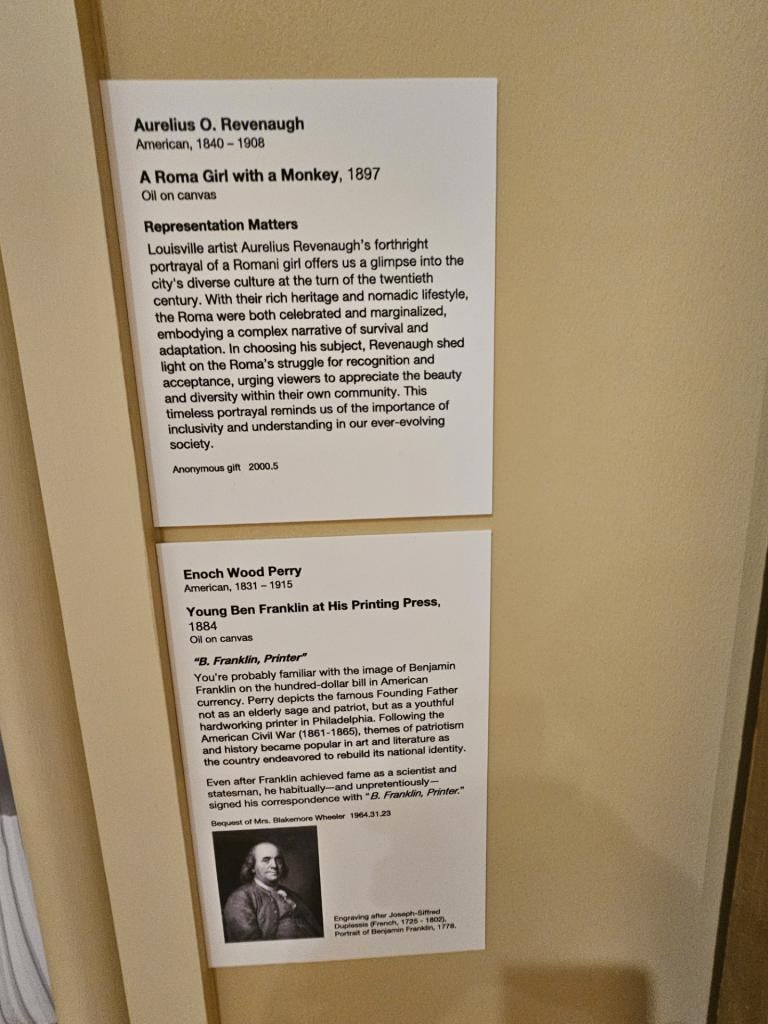 Aurelius O. Revenaugh
American, 1840 – 1908
A Roma Girl with a Monkey, 1897
Oil on canvas
Representation Matters
Louisville artist Aurelius Revenaugh's forthright
portrayal of a Romani girl offers us a glimpse into the
city's diverse culture at the turn of the twentieth
century. With their rich heritage and nomadic lifestyle,
the Roma were both celebrated and marginalized,
embodying a complex narrative of survival and
adaptation. In choosing his subject, Revenaugh shed
light on the Roma's struggle for recognition and
acceptance, urging viewers to appreciate the beauty
and diversity within their own community. This
timeless portrayal reminds us of the importance of
inclusivity and understanding in our ever-evolving
society.
Anonymous gift 2000.5
Enoch Wood Perry
American, 1831 – 1915
Young Ben Franklin at His Printing Press,
1884
Oil on canvas
"B. Franklin, Printer"
You're probably familiar with the image of Benjamin
Franklin on the hundred-dollar bill in American
currency. Perry depicts the famous Founding Father
not as an elderly sage and patriot, but as a youthful
hardworking printer in Philadelphia. Following the
American Civil War (1861-1865), themes of patriotism
and history became popular in art and literature as
the country endeavored to rebuild its national identity.
Even after Franklin achieved fame as a scientist and
statesman, he habitually—and unpretentiously—
signed his correspondence with "B. Franklin, Printer."
Bequest of Mrs. Blakemore Wheeler 1964.31.23
Engraving after Joseph-Siffred
Duplessis (French, 1725 - 1802),
Portrait of Benjamin Franklin, 1778.